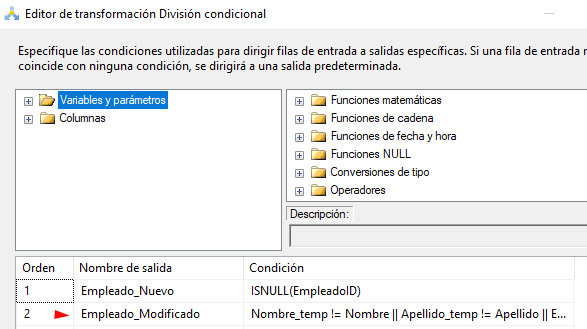 Editor de transformación División condicional
Especifique las condiciones utilizadas para dirigir filas de entrada a salidas específicas. Si una fila de entrada
coincide con ninguna condición, se dirigirá a una salida predeterminada.
Variables y parámetros
Columnas
Funciones matemáticas
Funciones de cadena
Funciones de fecha y hora
Funciones NULL
Conversiones de tipo
Operadores
Descripción:
Orden Nombre de salida Condición
1 Empleado_Nuevo ISNULL(EmpleadoID)
2 Empleado_Modificado Nombre_temp != Nombre || Apellido_temp != Apellido || E...